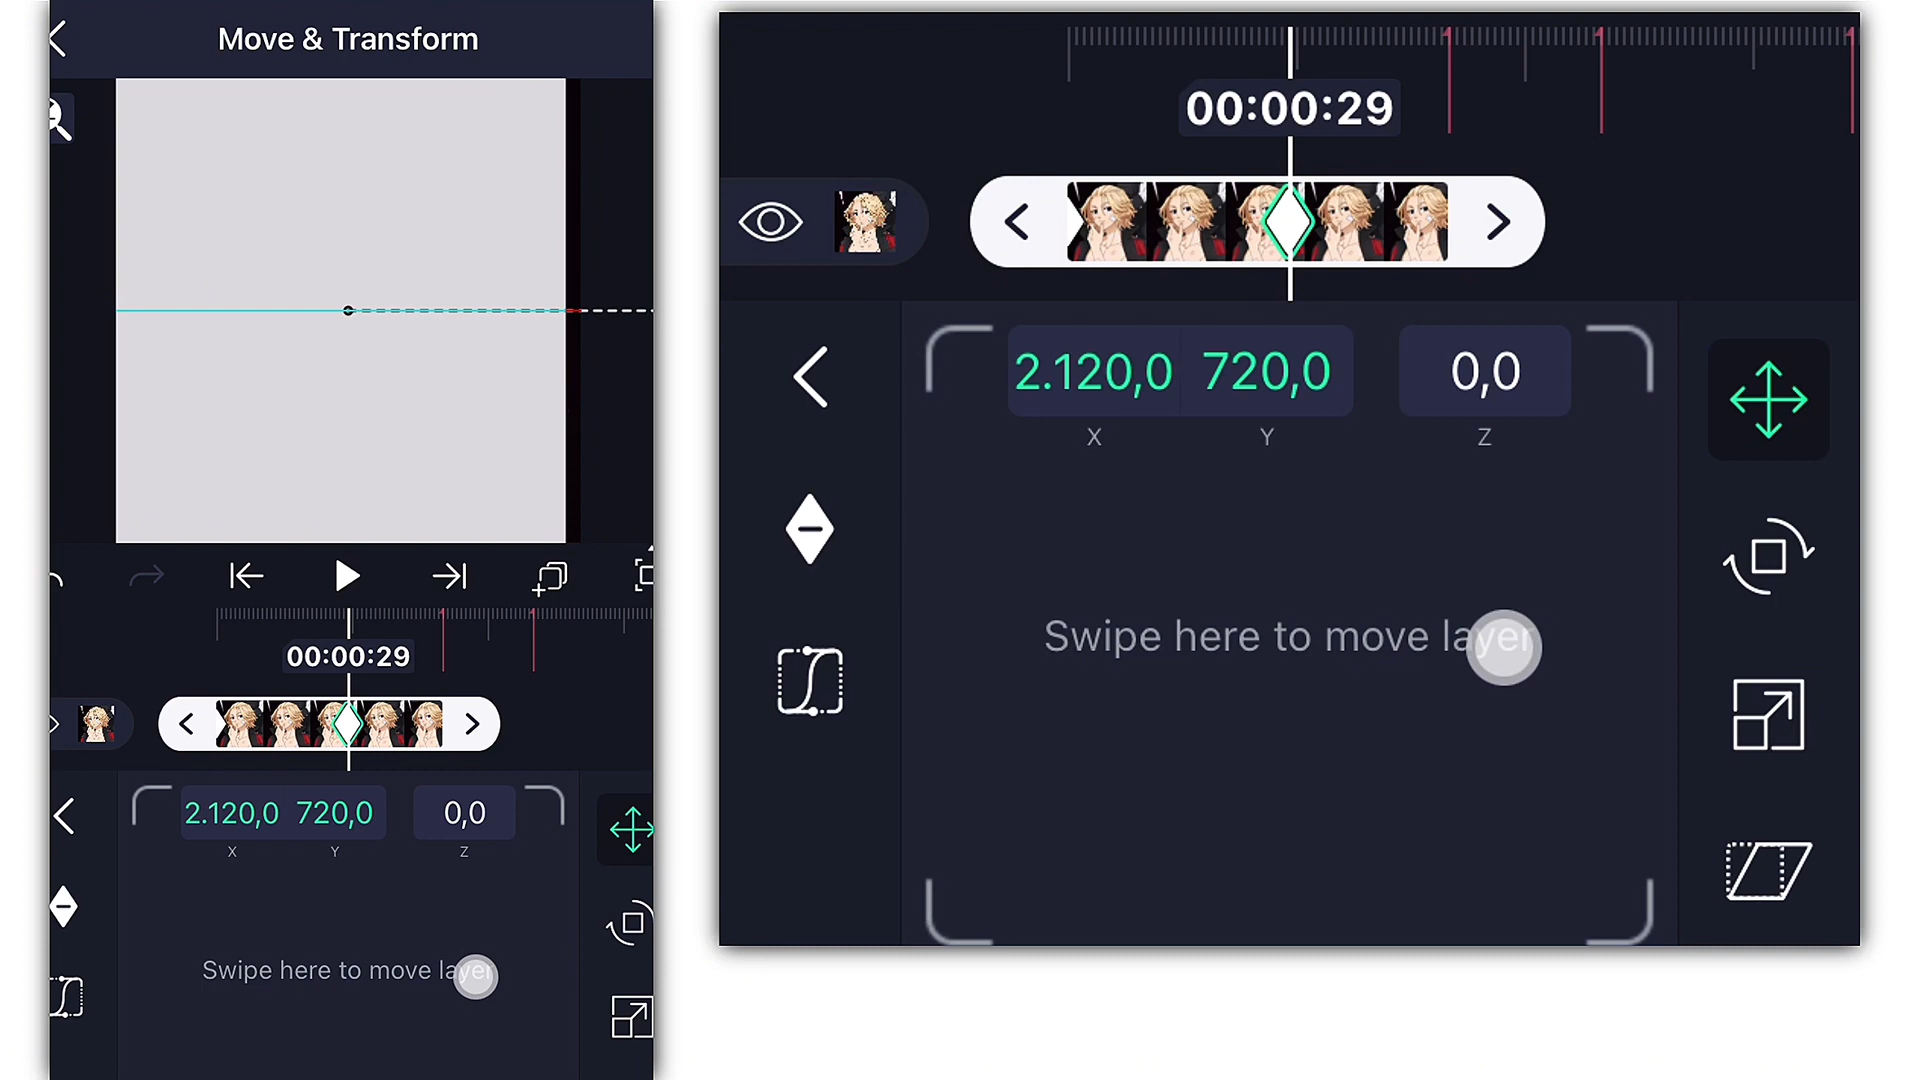 Move & Transform
00:00:29
2.120,0 720,0 0,0
X Y Z
Swipe here to move layer
00:00:29
2.120,0 720,0 0,0
X Y Z
Swipe here to move layer